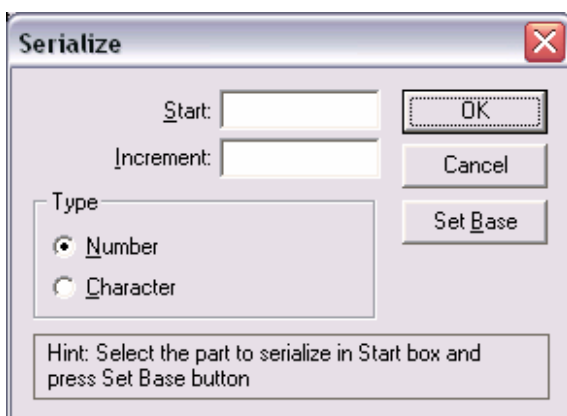 Serialize
Start:
OK
Increment:
Cancel
Type
Set Base
Number
Character
Hint: Select the part to serialize in Start box and
press Set Base button